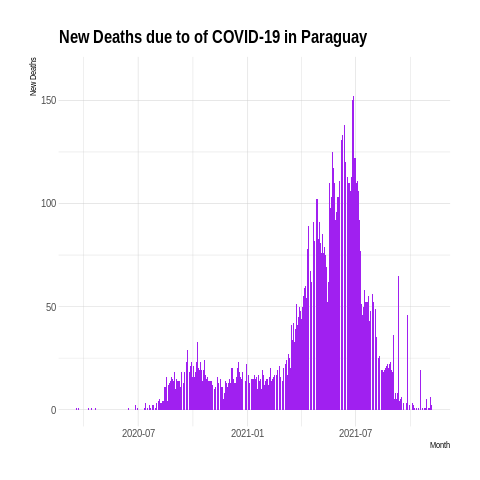 New Deaths due to of COVID-19 in Paraguay
New Deaths
150
100
50
0
2020-07
2021-01
2021-07
Month